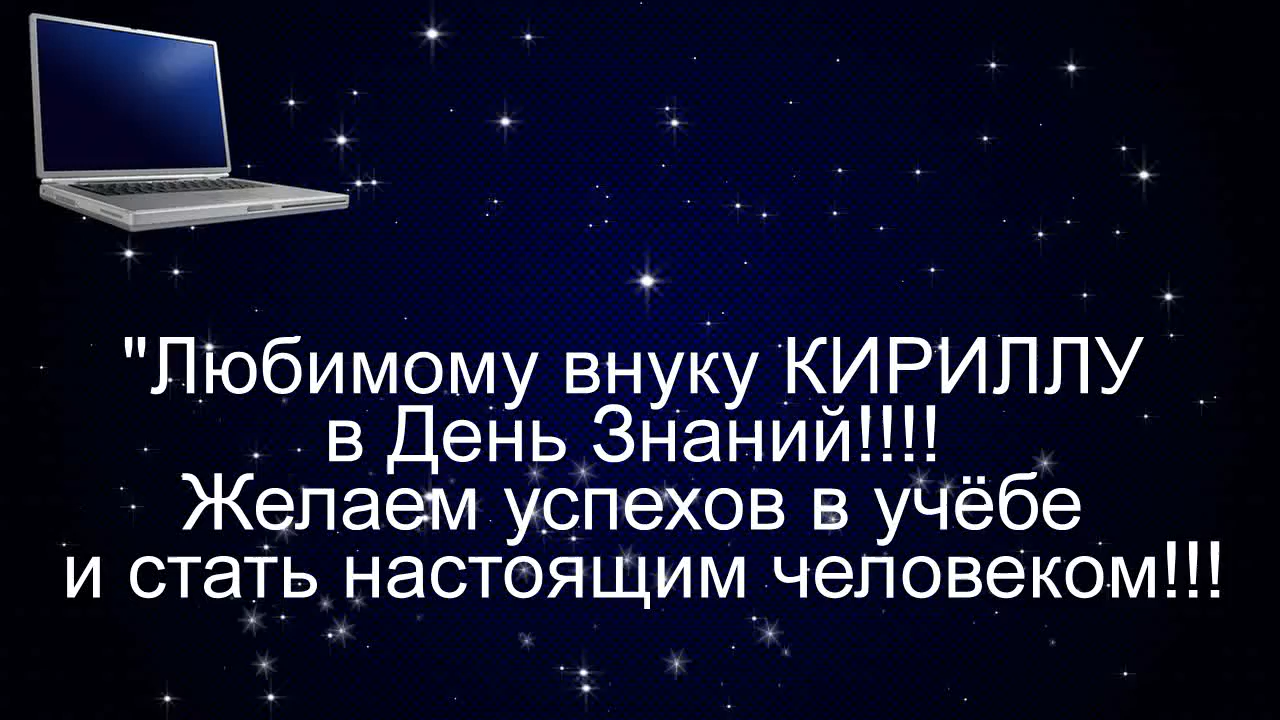 "Любимому внуку КИРИЛЛУ
в День Знаний!!!!
Желаем успехов в учёбе
и стать настоящим человеком!!!